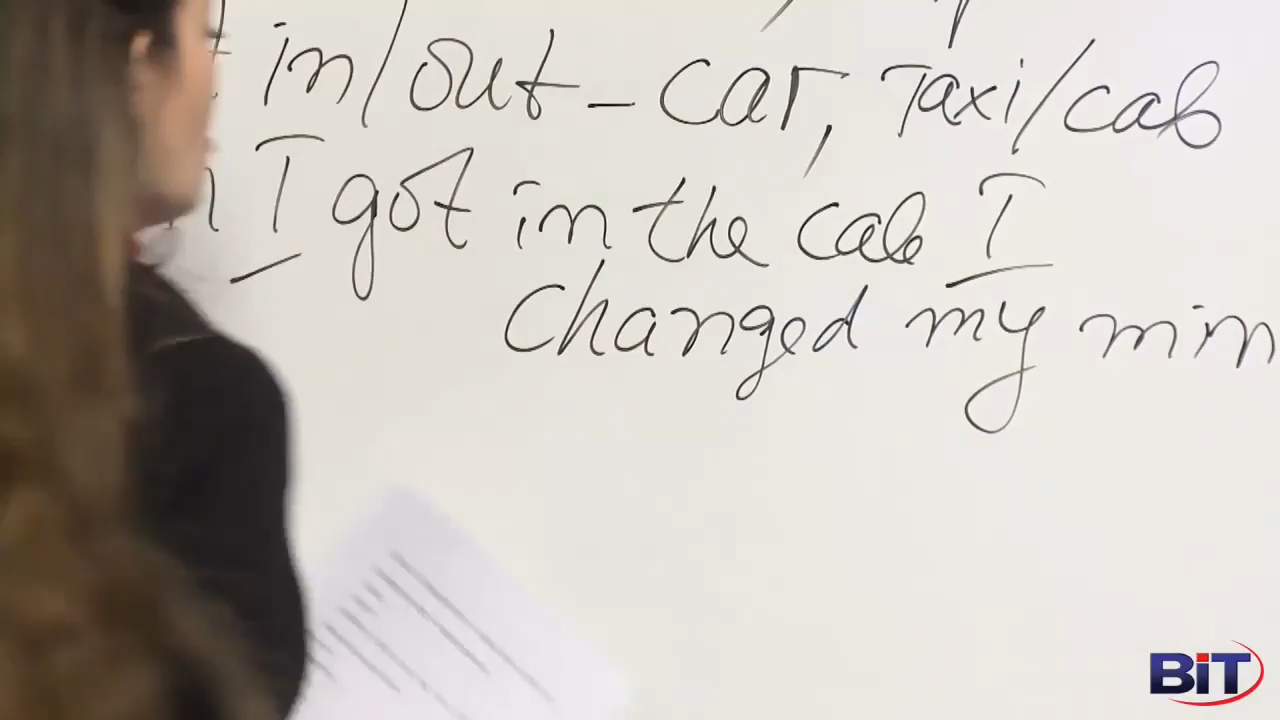 in/out - car, Taxi/cab
I got in the cab I
Changed my min
BiT